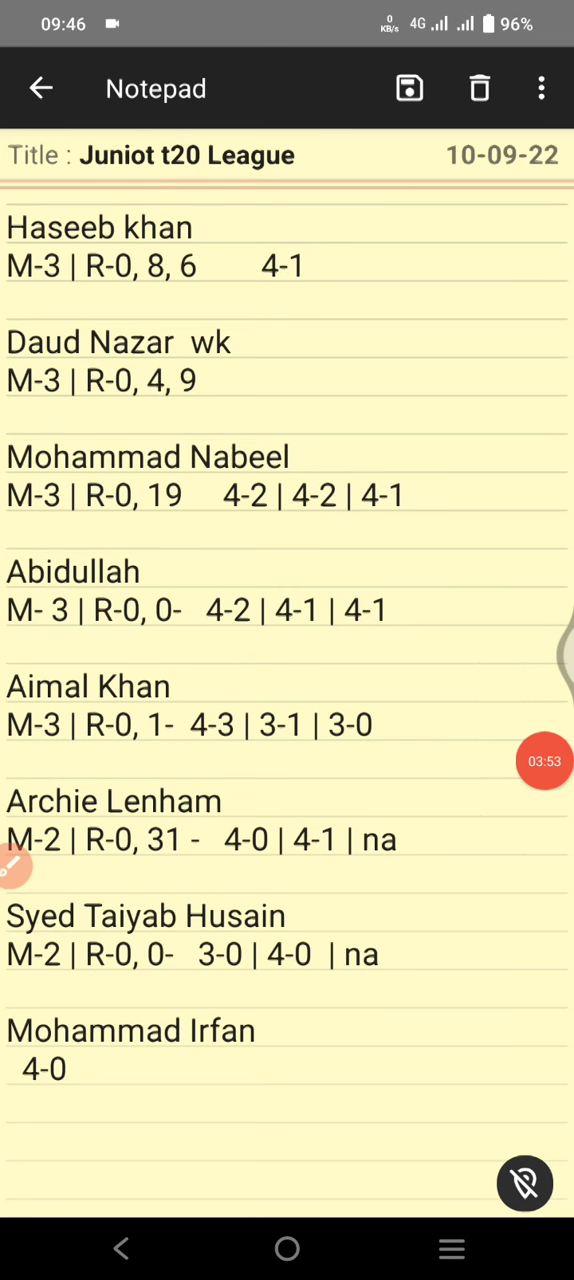 09:46 0 KB/s 4G 96%
Notepad
Title : Juniot t20 League 10-09-22
Haseeb khan
M-3 | R-0, 8, 6 4-1
Daud Nazar wk
M-3 | R-0, 4, 9
Mohammad Nabeel
M-3 | R-0, 19 4-2 | 4-2 | 4-1
Abidullah
M- 3 | R-0, 0- 4-2 | 4-1 | 4-1
Aimal Khan
M-3 | R-0, 1- 4-3 | 3-1 | 3-0
03:53
Archie Lenham
M-2 | R-0, 31 - 4-0 | 4-1 | na
Syed Taiyab Husain
M-2 | R-0, 0- 3-0 | 4-0 | na
Mohammad Irfan
4-0